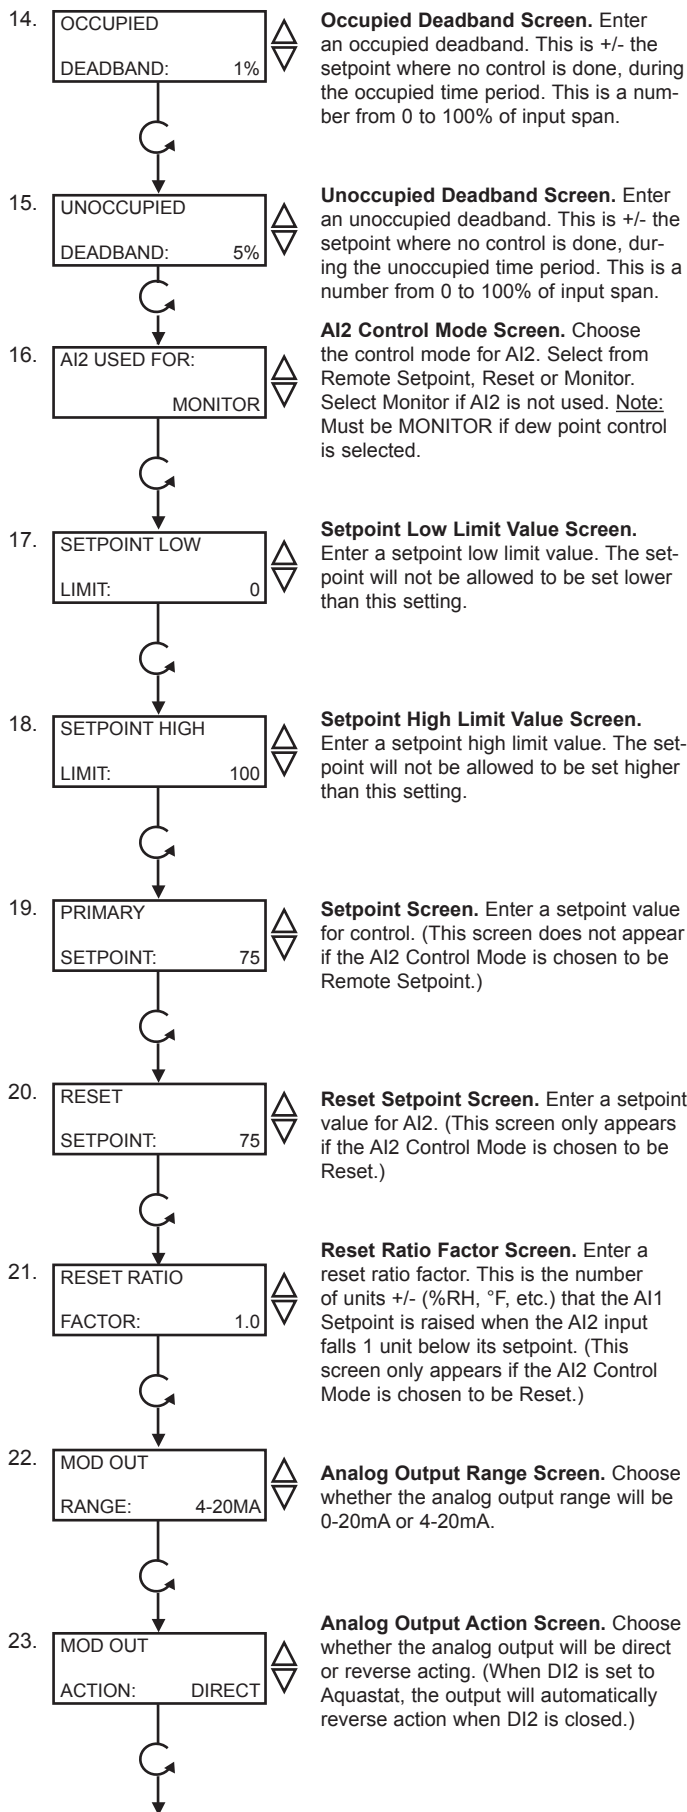 14.
OCCUPIED
DEADBAND: 1%
Occupied Deadband Screen. Enter
an occupied deadband. This is +/- the
setpoint where no control is done, during
the occupied time period. This is a num-
ber from 0 to 100% of input span.
15.
UNOCCUPIED
DEADBAND: 5%
Unoccupied Deadband Screen. Enter
an unoccupied deadband. This is +/- the
setpoint where no control is done, dur-
ing the unoccupied time period. This is a
number from 0 to 100% of input span.
16.
AI2 USED FOR:
MONITOR
AI2 Control Mode Screen. Choose
the control mode for AI2. Select from
Remote Setpoint, Reset or Monitor.
Select Monitor if AI2 is not used. Note:
Must be MONITOR if dew point control
is selected.
17.
SETPOINT LOW
LIMIT: 0
Setpoint Low Limit Value Screen.
Enter a setpoint low limit value. The set-
point will not be allowed to be set lower
than this setting.
18.
SETPOINT HIGH
LIMIT: 100
Setpoint High Limit Value Screen.
Enter a setpoint high limit value. The set-
point will not be allowed to be set higher
than this setting.
19.
PRIMARY
SETPOINT: 75
Setpoint Screen. Enter a setpoint value
for control. (This screen does not appear
if the AI2 Control Mode is chosen to be
Remote Setpoint.)
20.
RESET
SETPOINT: 75
Reset Setpoint Screen. Enter a setpoint
value for AI2. (This screen only appears
if the AI2 Control Mode is chosen to be
Reset.)
21.
RESET RATIO
FACTOR: 1.0
Reset Ratio Factor Screen. Enter a
reset ratio factor. This is the number
of units +/- (%RH, °F, etc.) that the AI1
Setpoint is raised when the AI2 input
falls 1 unit below its setpoint. (This
screen only appears if the AI2 Control
Mode is chosen to be Reset.)
22.
MOD OUT
RANGE: 4-20MA
Analog Output Range Screen. Choose
whether the analog output range will be
0-20mA or 4-20mA.
23.
MOD OUT
ACTION: DIRECT
Analog Output Action Screen. Choose
whether the analog output will be direct
or reverse acting. (When DI2 is set to
Aquastat, the output will automatically
reverse action when DI2 is closed.)